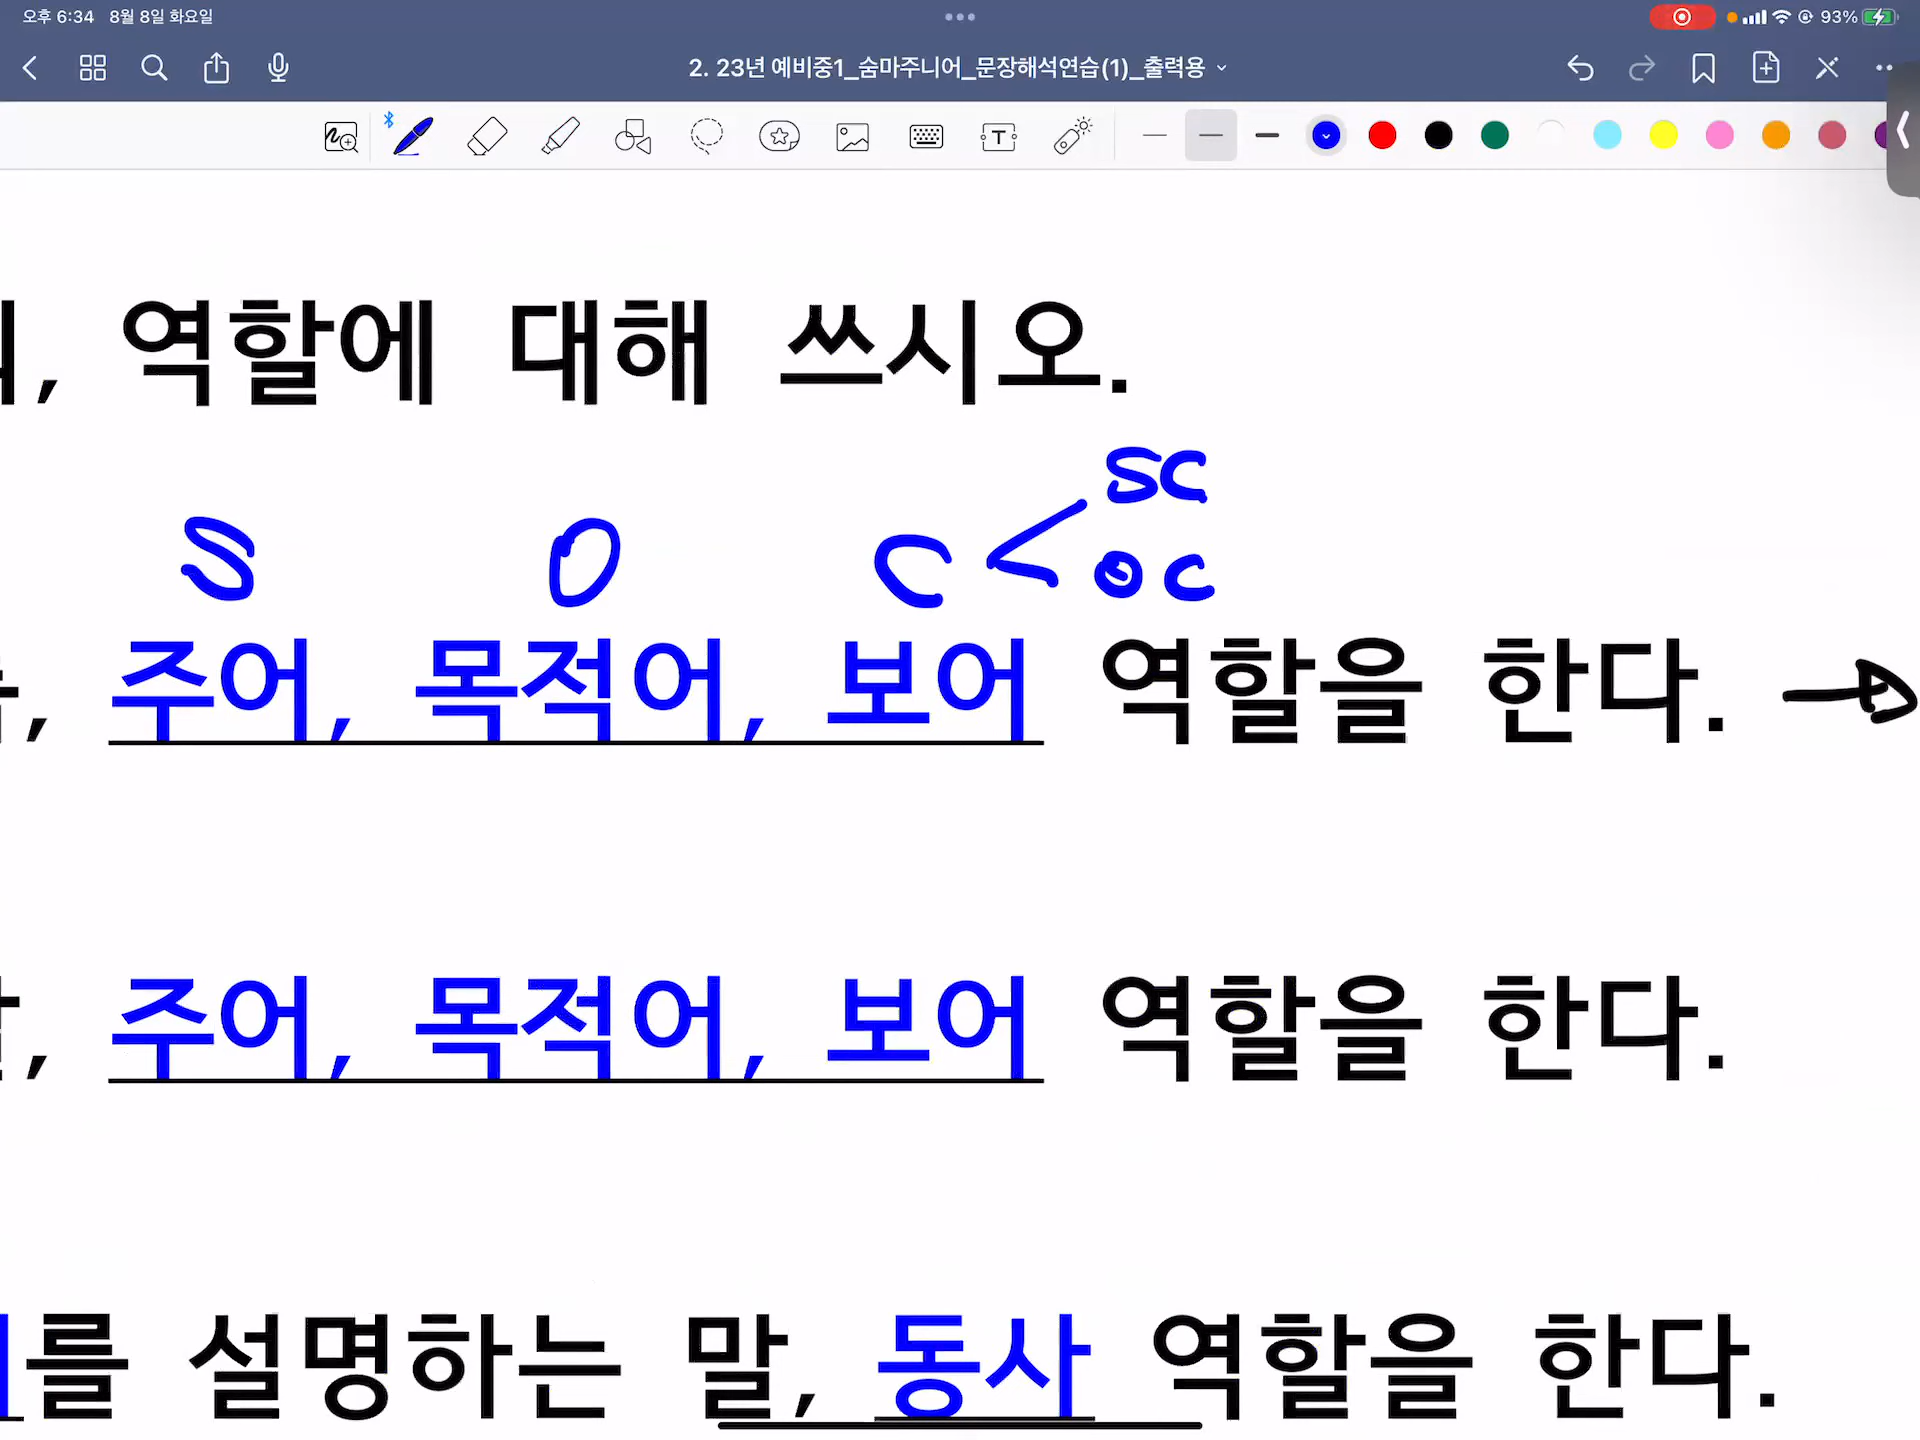 오후 6:34 8월 8일 화요일
93%
2. 23년 예비중1_숨마주니어_문장해석연습(1)_출력용
T
, 역할에 대해 쓰시오.
SC
S O C < OC
, 주어, 목적어, 보어 역할을 한다. →
, 주어, 목적어, 보어 역할을 한다.
를 설명하는 말, 동사 역할을 한다.